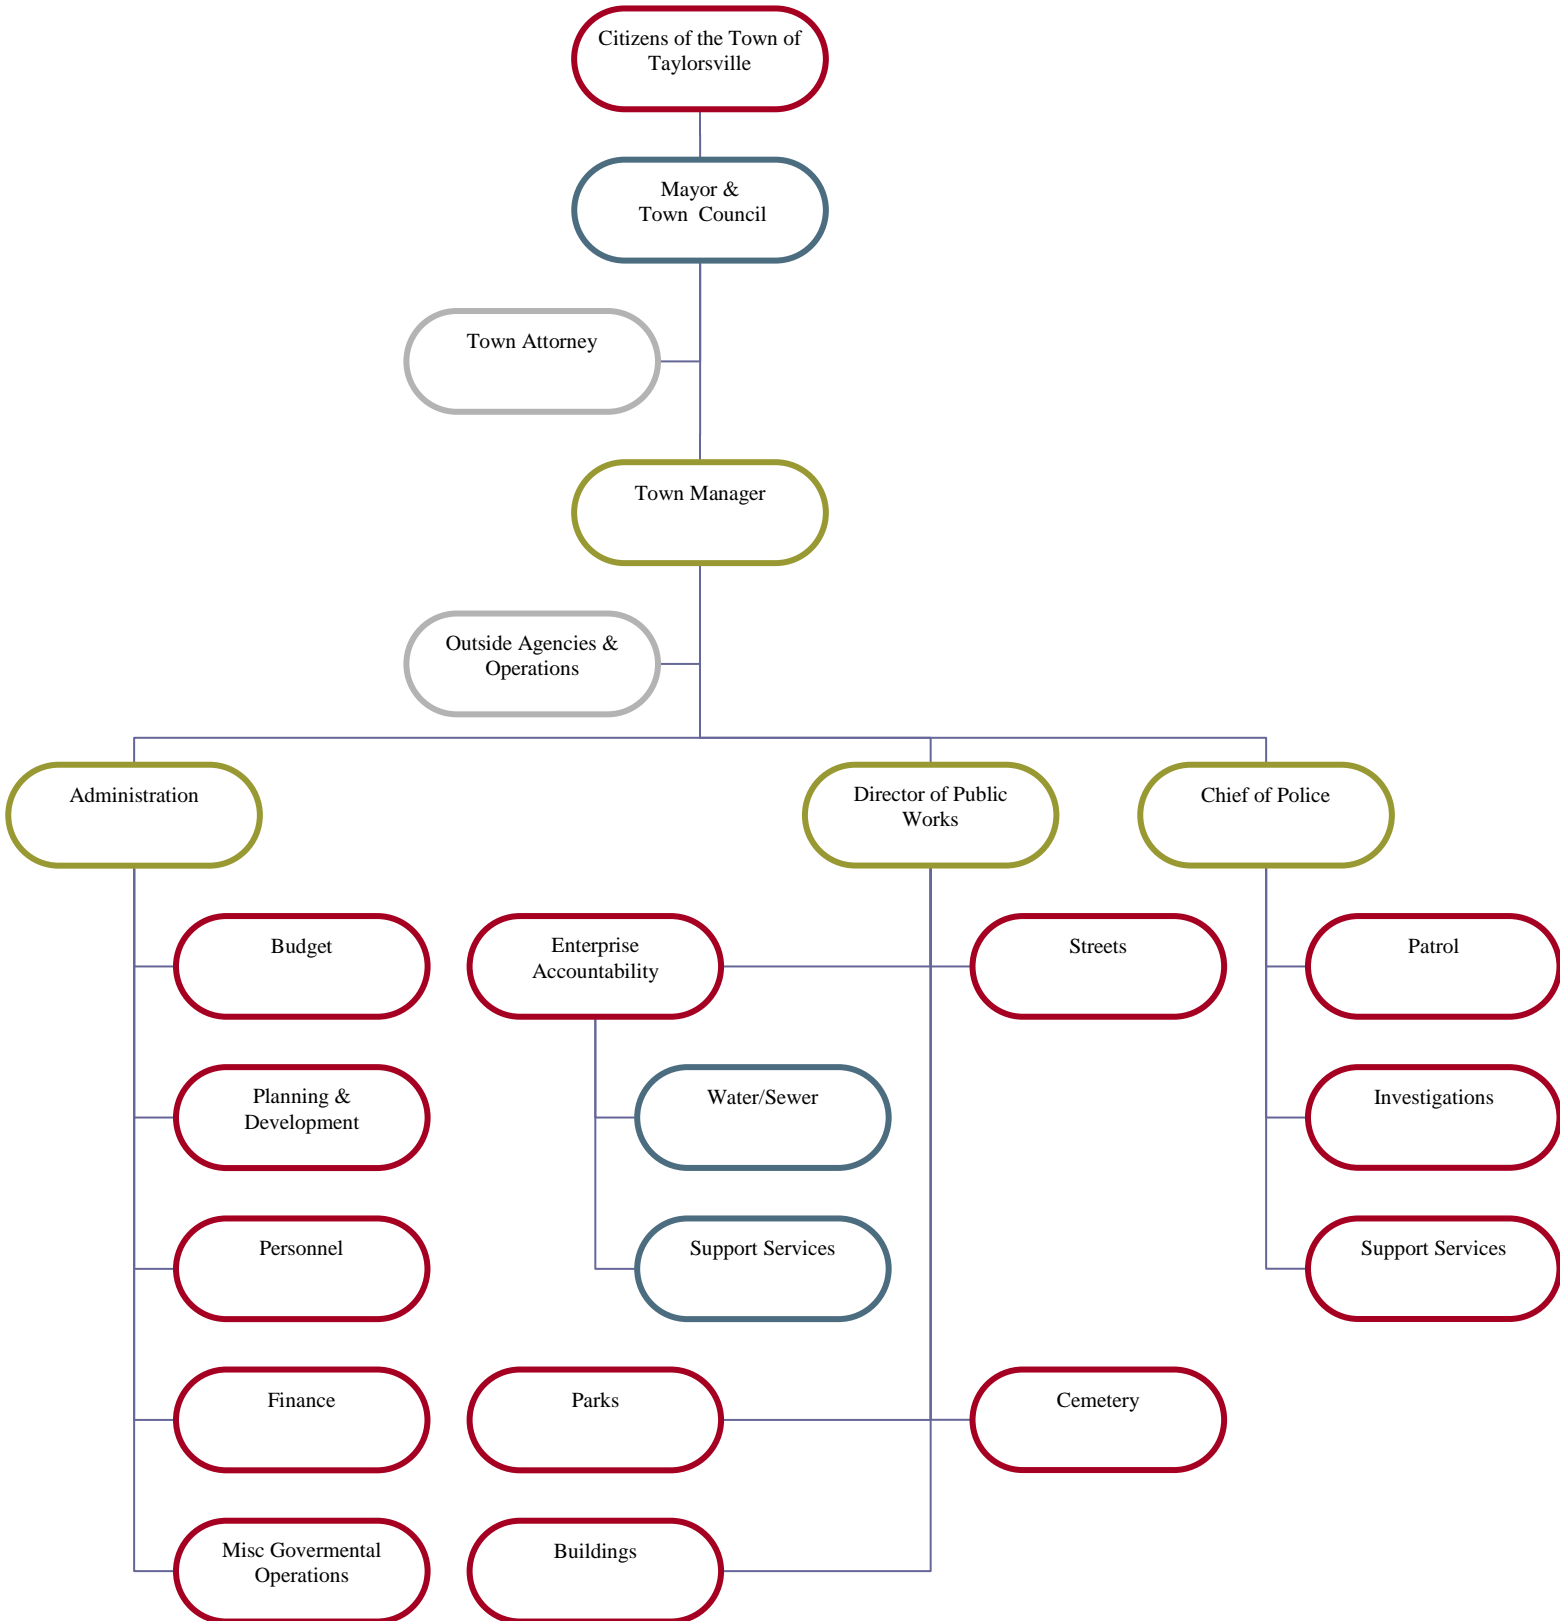 Citizens of the Town of
Taylorsville
Mayor &
Town Council
Town Attorney
Town Manager
Outside Agencies &
Operations
Administration
Director of Public
Works
Chief of Police
Budget
Enterprise
Accountability
Streets
Patrol
Planning &
Development
Water/Sewer
Investigations
Personnel
Support Services
Support Services
Finance
Parks
Cemetery
Misc Govermental
Operations
Buildings